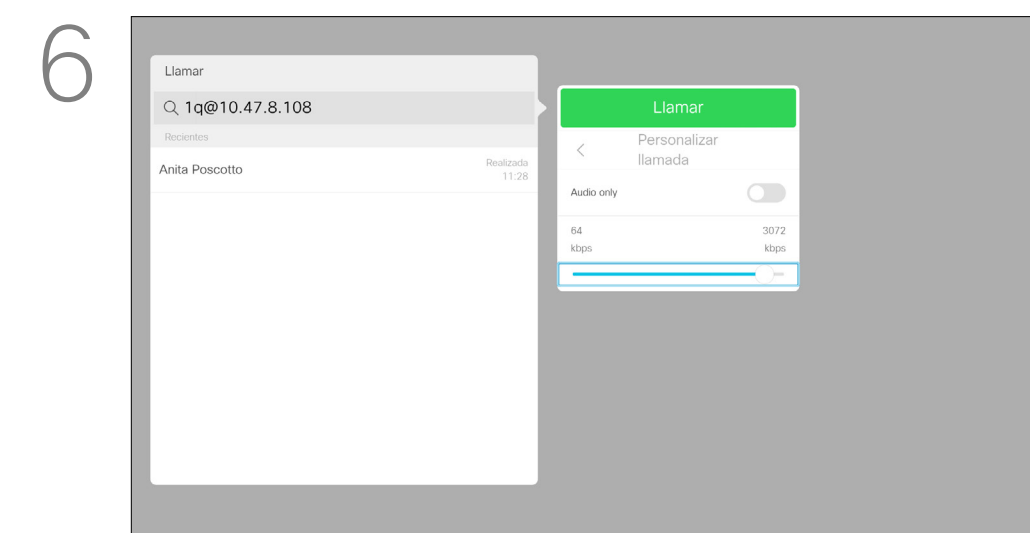 6
Llamar
1q@10.47.8.108
Recientes
Anita Poscotto
Realizada
11:28
Llamar
Personalizar
llamada
Audio only
64 3072
kbps kbps